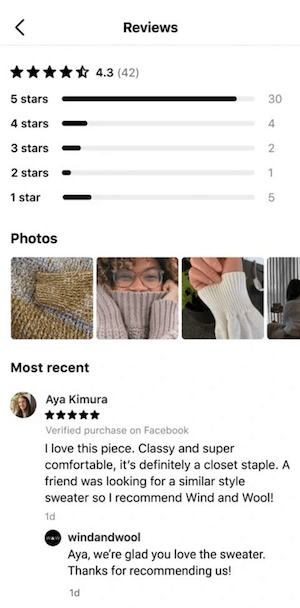 Reviews
4.3 (42)
5 stars 30
4 stars 4
3 stars 2
2 stars 1
1 star 5
Photos
Most recent
Aya Kimura
Verified purchase on Facebook
I love this piece. Classy and super
comfortable, it's definitely a closet staple. A
friend was looking for a similar style
sweater so I recommend Wind and Wool!
1d
windandwool
Aya, we're glad you love the sweater.
Thanks for recommending us!
1d